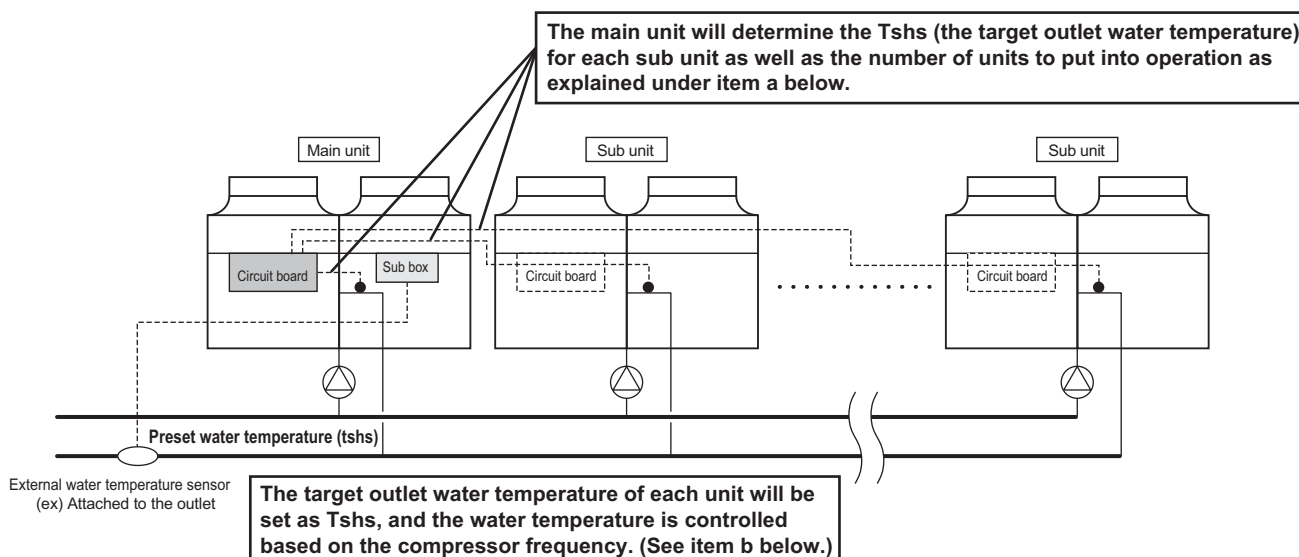 The main unit will determine the Tshs (the target outlet water temperature)
for each sub unit as well as the number of units to put into operation as
explained under item a below.
Main unit
Sub unit
Sub unit
Circuit board
Sub box
Circuit board
Circuit board
Preset water temperature (tshs)
External water temperature sensor
(ex) Attached to the outlet
The target outlet water temperature of each unit will be
set as Tshs, and the water temperature is controlled
based on the compressor frequency. (See item b below.)